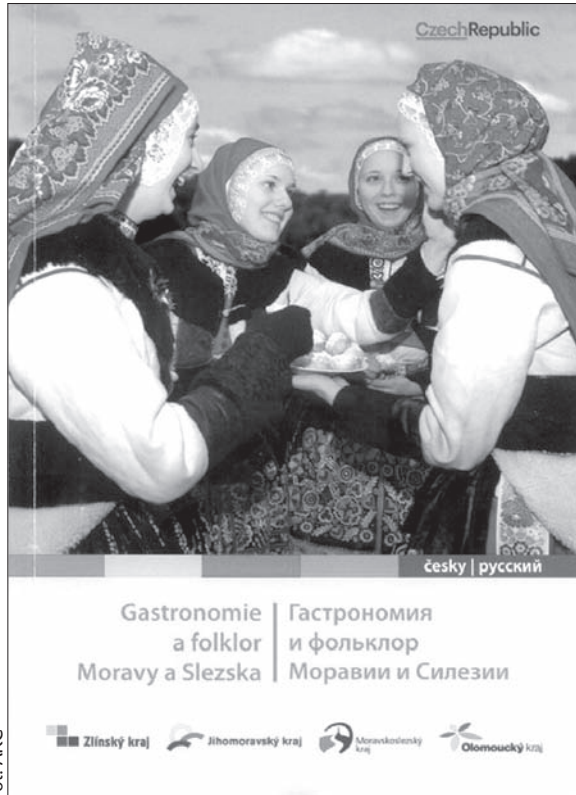 CzechRepublic
česky | русский
Gastronomie
a folklor
Moravy a Slezska
Гастрономия
и фольклор
Моравии и Силезии
Zlínský kraj
Jihomoravský kraj
Moravskoslezský
kraj
Olomoucký kraj